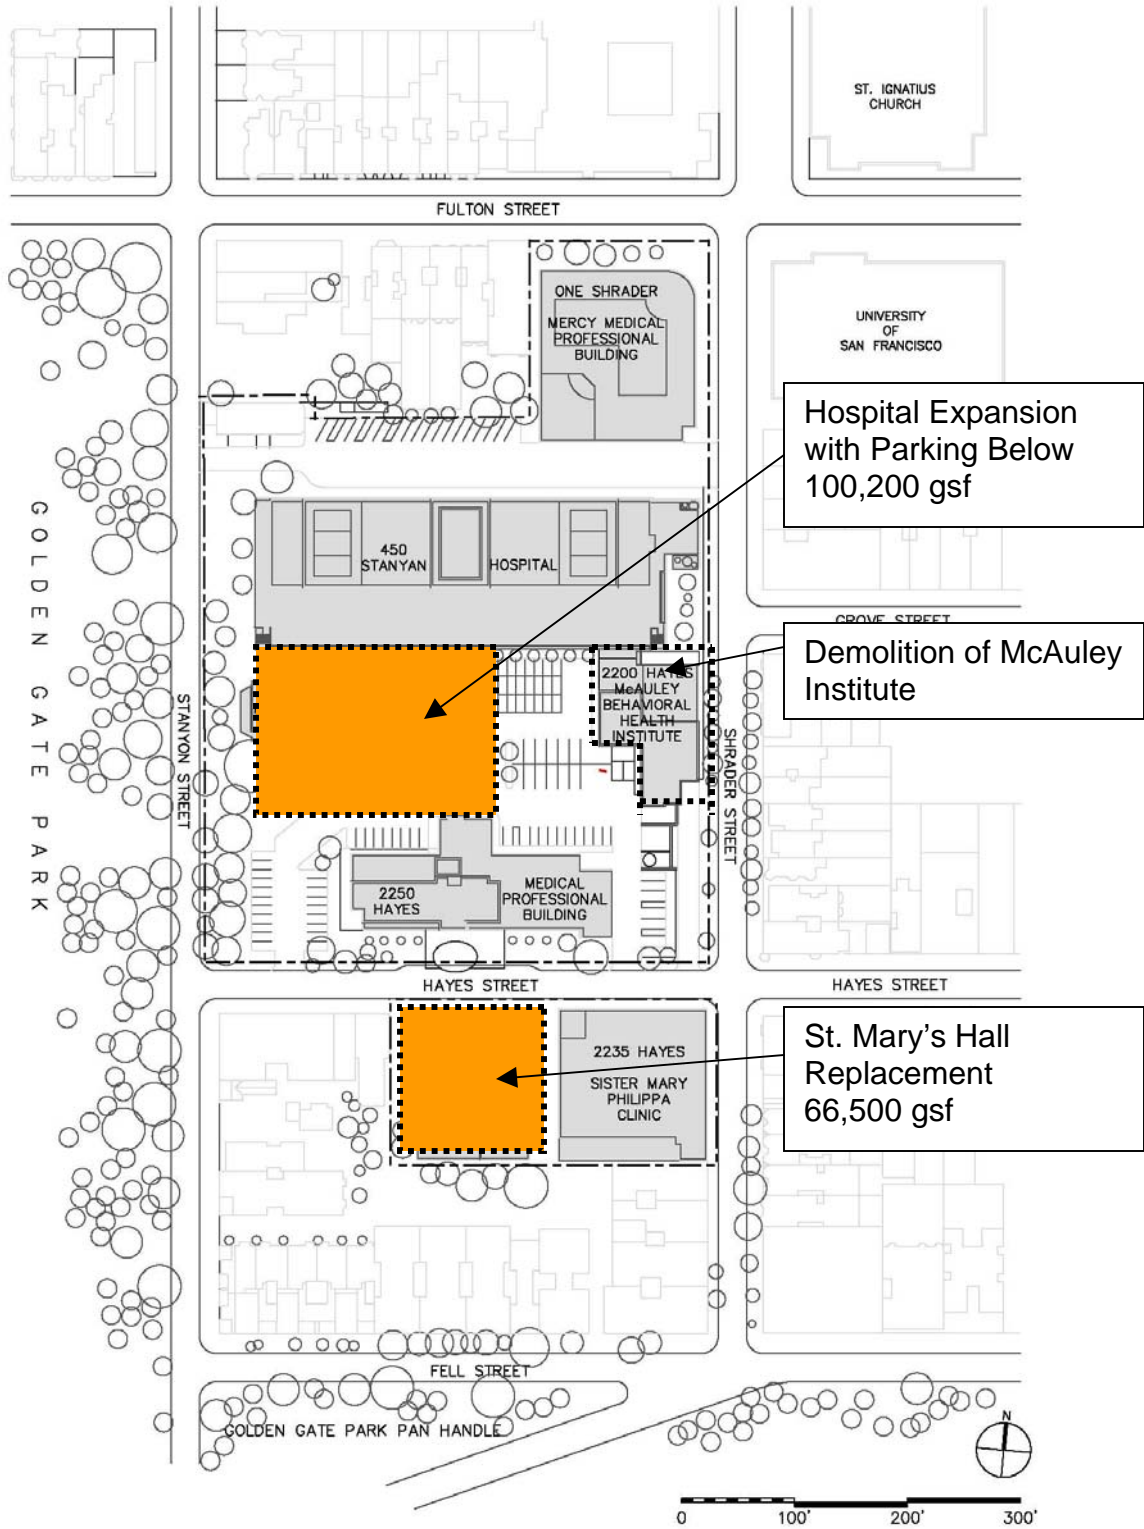 ST. IGNATIUS
CHURCH
FULTON STREET
ONE SHRADER
MERCY MEDICAL
PROFESSIONAL
BUILDING
UNIVERSITY
OF
SAN FRANCISCO
Hospital Expansion
with Parking Below
100,200 gsf
450
STANYAN
HOSPITAL
GOLDEN GATE PARK
GROVE STREET
Demolition of McAuley
Institute
2200 HAYES
McAULEY
BEHAVIORAL
HEALTH
INSTITUTE
STANYON STREET
SHRADER STREET
2250
HAYES
MEDICAL
PROFESSIONAL
BUILDING
HAYES STREET
HAYES STREET
St. Mary's Hall
Replacement
66,500 gsf
2235 HAYES
SISTER MARY
PHILIPPA
CLINIC
FELL STREET
GOLDEN GATE PARK PAN HANDLE
N
0 100' 200' 300'